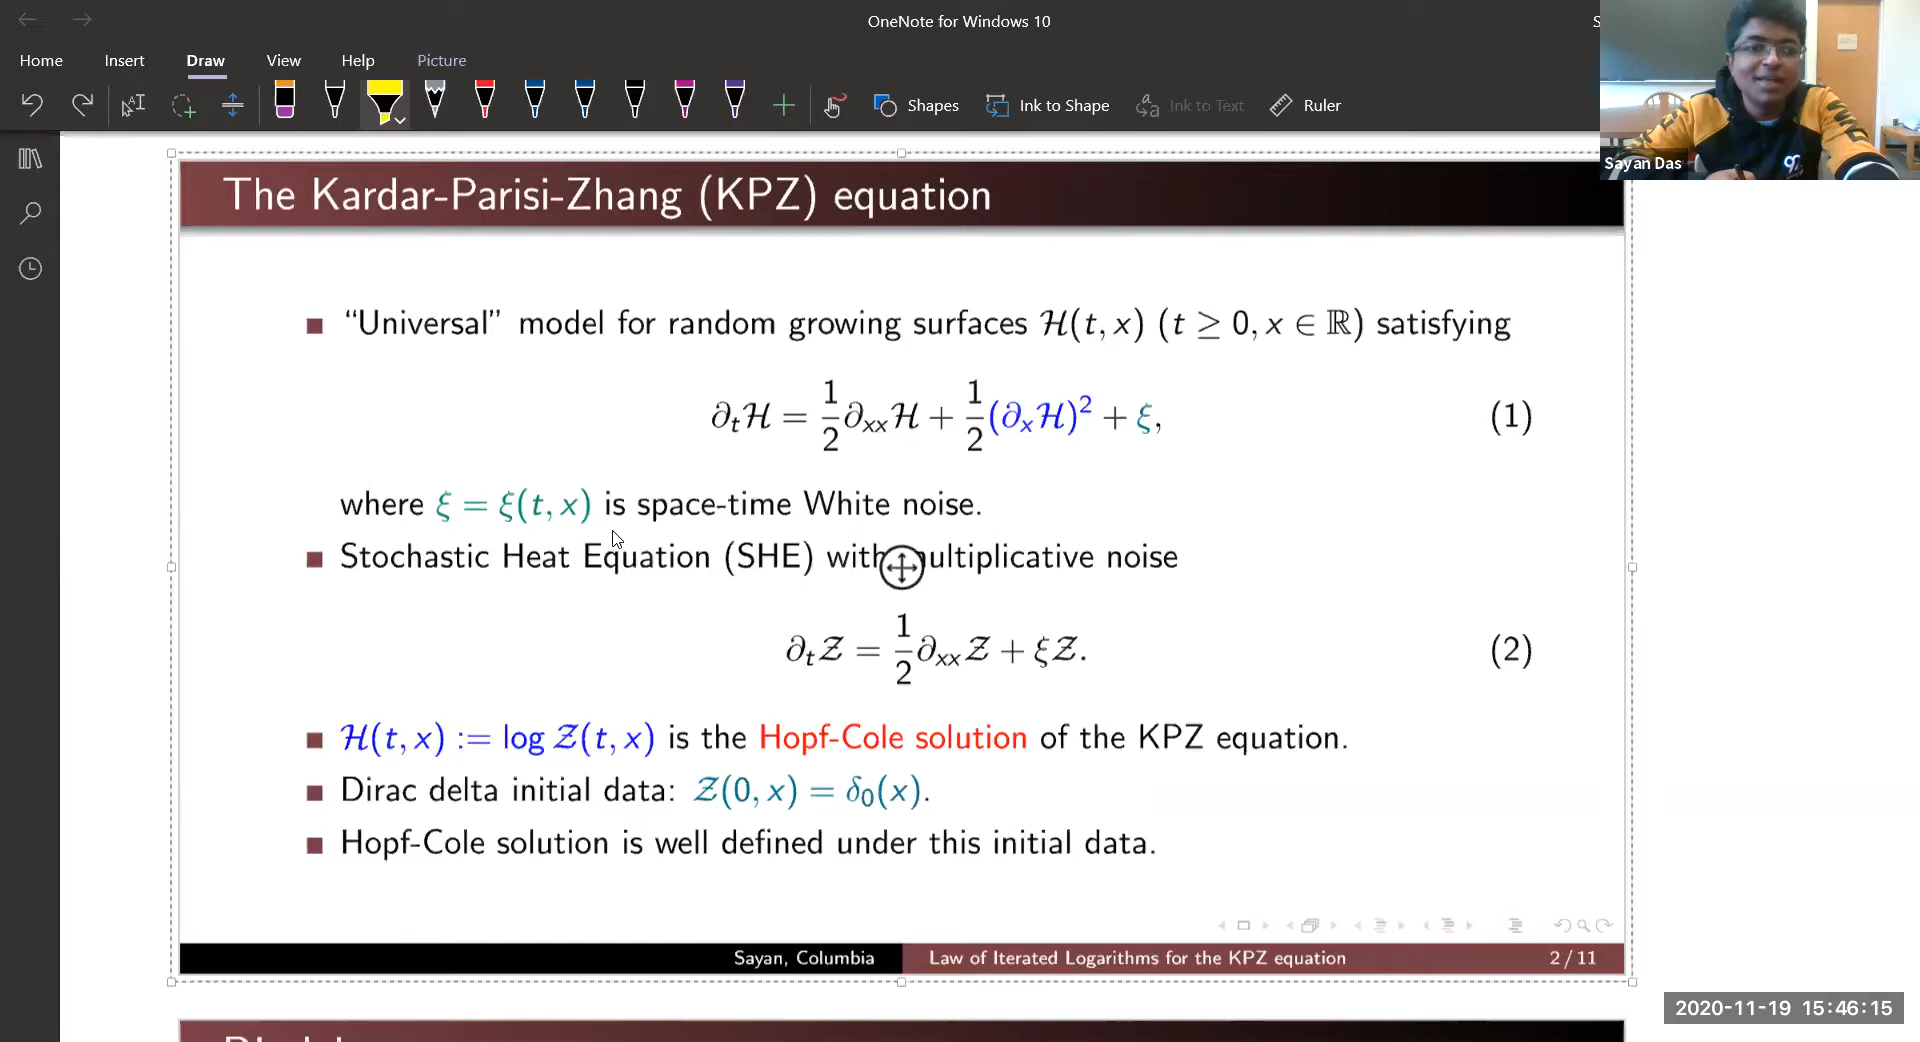 OneNote for Windows 10
Home Insert Draw View Help Picture
Shapes Ink to Shape Ink to Text Ruler
Sayan Das
The Kardar-Parisi-Zhang (KPZ) equation
"Universal" model for random growing surfaces ℋ(t, x) (t ≥ 0, x ∈ ℝ) satisfying
∂ₜℋ = 1/2 ∂ₓₓℋ + 1/2 (∂ₓℋ)² + ξ, (1)
where ξ = ξ(t, x) is space-time White noise.
Stochastic Heat Equation (SHE) with multiplicative noise
∂ₜ𝒵 = 1/2 ∂ₓₓ𝒵 + ξ𝒵. (2)
ℋ(t, x) := log 𝒵(t, x) is the Hopf-Cole solution of the KPZ equation.
Dirac delta initial data: 𝒵(0, x) = δ₀(x).
Hopf-Cole solution is well defined under this initial data.
Sayan, Columbia Law of Iterated Logarithms for the KPZ equation 2 / 11
2020-11-19 15:46:15